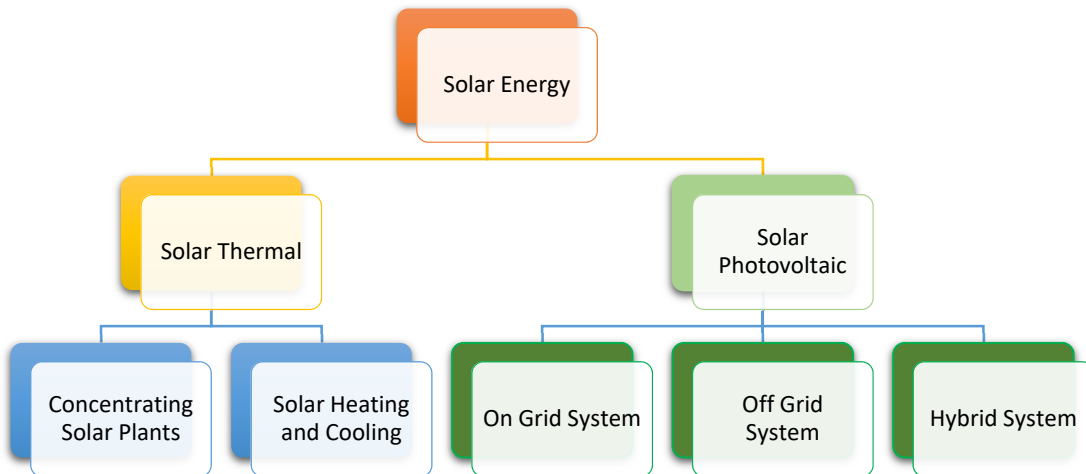 Solar Energy
Solar Thermal
Solar
Photovoltaic
Concentrating
Solar Plants
Solar Heating
and Cooling
On Grid System
Off Grid
System
Hybrid System